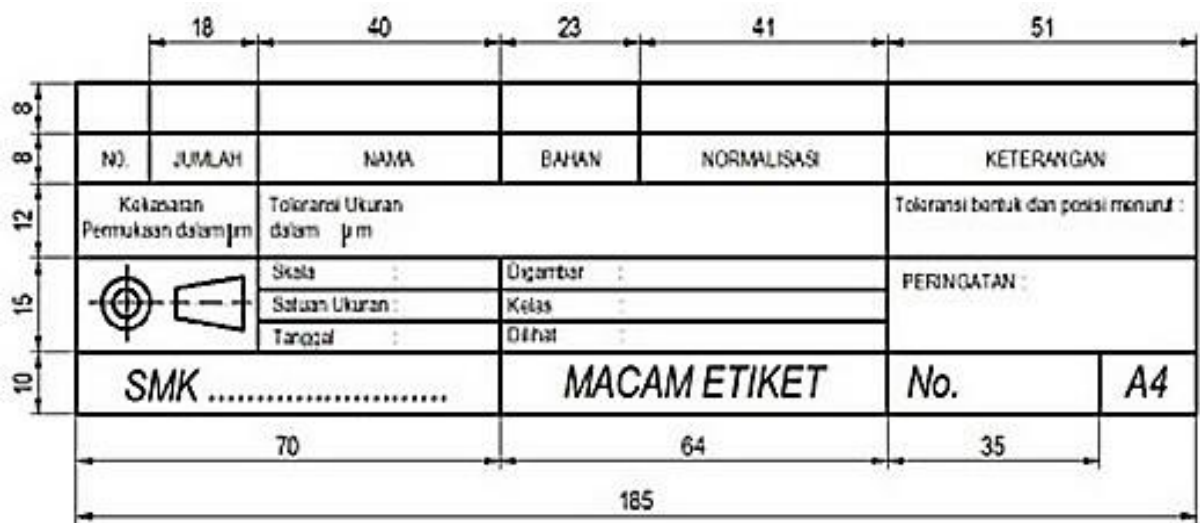 18 40 23 41 51
8
8
NO. JUMLAH NAMA BAHAN NORMALISASI KETERANGAN
12
Kekasaran
Permukaan dalam µm
Toleransi Ukuran
dalam µm
Toleransi bentuk dan posisi menurut :
15
Skala :
Satuan Ukuran :
Tanggal :
Digambar :
Kelas :
Dilihat :
PERINGATAN :
10
SMK ........................
MACAM ETIKET
No.
A4
70 64 35
185